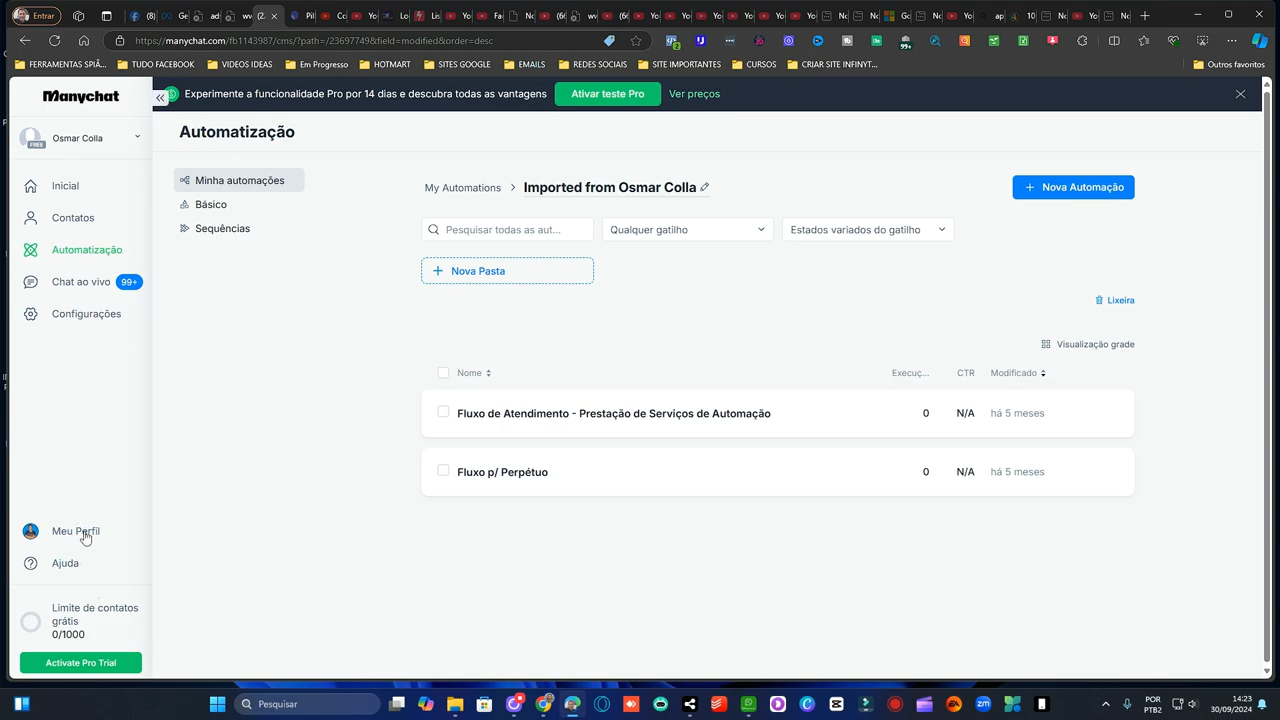 Entrar
https://manychat.com/fb1143987/cms/?path=/23697749&field=modified&order=desc
FERRAMENTAS SPIÃ...
TUDO FACEBOOK
VIDEOS IDEAS
Em Progresso
HOTMART
SITES GOOGLE
EMAILS
REDES SOCIAIS
SITE IMPORTANTES
CURSOS
CRIAR SITE INFINYT...
Outros favoritos
Manychat
Experimente a funcionalidade Pro por 14 dias e descubra todas as vantagens
Ativar teste Pro
Ver preços
Osmar Colla
FREE
Automatização
Inicial
Contatos
Automatização
Chat ao vivo 99+
Configurações
Minha automações
Básico
Sequências
My Automations > Imported from Osmar Colla
Nova Automação
Pesquisar todas as aut...
Qualquer gatilho
Estados variados do gatilho
Nova Pasta
Lixeira
Visualização grade
Nome
Execuç...
CTR
Modificado
Fluxo de Atendimento - Prestação de Serviços de Automação 0 N/A há 5 meses
Fluxo p/ Perpétuo 0 N/A há 5 meses
Meu Perfil
Ajuda
Limite de contatos
grátis
0/1000
Activate Pro Trial
Pesquisar
POR
PTB2
14:23
30/09/2024